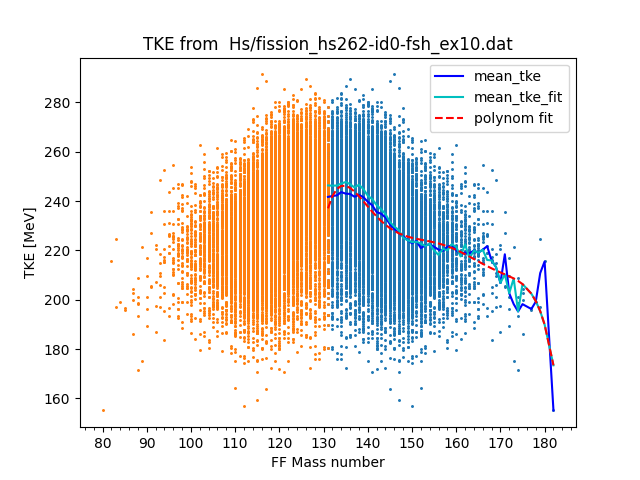 TKE from  Hs/fission_hs262-id0-fsh_ex10.dat
mean_tke
mean_tke_fit
polynom fit
TKE [MeV]
280
260
240
220
200
180
160
80 90 100 110 120 130 140 150 160 170 180
FF Mass number